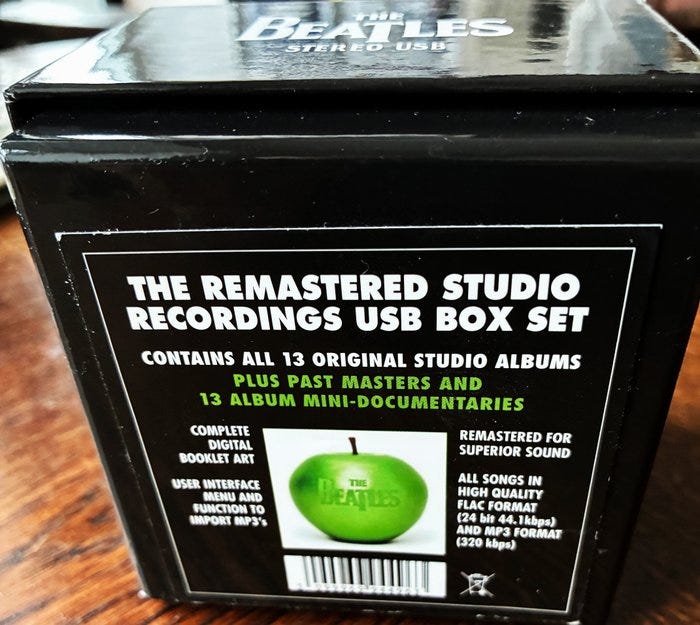 THE
BEATLES
STEREO USB
THE REMASTERED STUDIO
RECORDINGS USB BOX SET
CONTAINS ALL 13 ORIGINAL STUDIO ALBUMS
PLUS PAST MASTERS AND
13 ALBUM MINI-DOCUMENTARIES
COMPLETE
DIGITAL
BOOKLET ART
USER INTERFACE
MENU AND
FUNCTION TO
IMPORT MP3's
THE
BEATLES
REMASTERED FOR
SUPERIOR SOUND
ALL SONGS IN
HIGH QUALITY
FLAC FORMAT
(24 bit 44.1kbps)
AND MP3 FORMAT
(320 kbps)